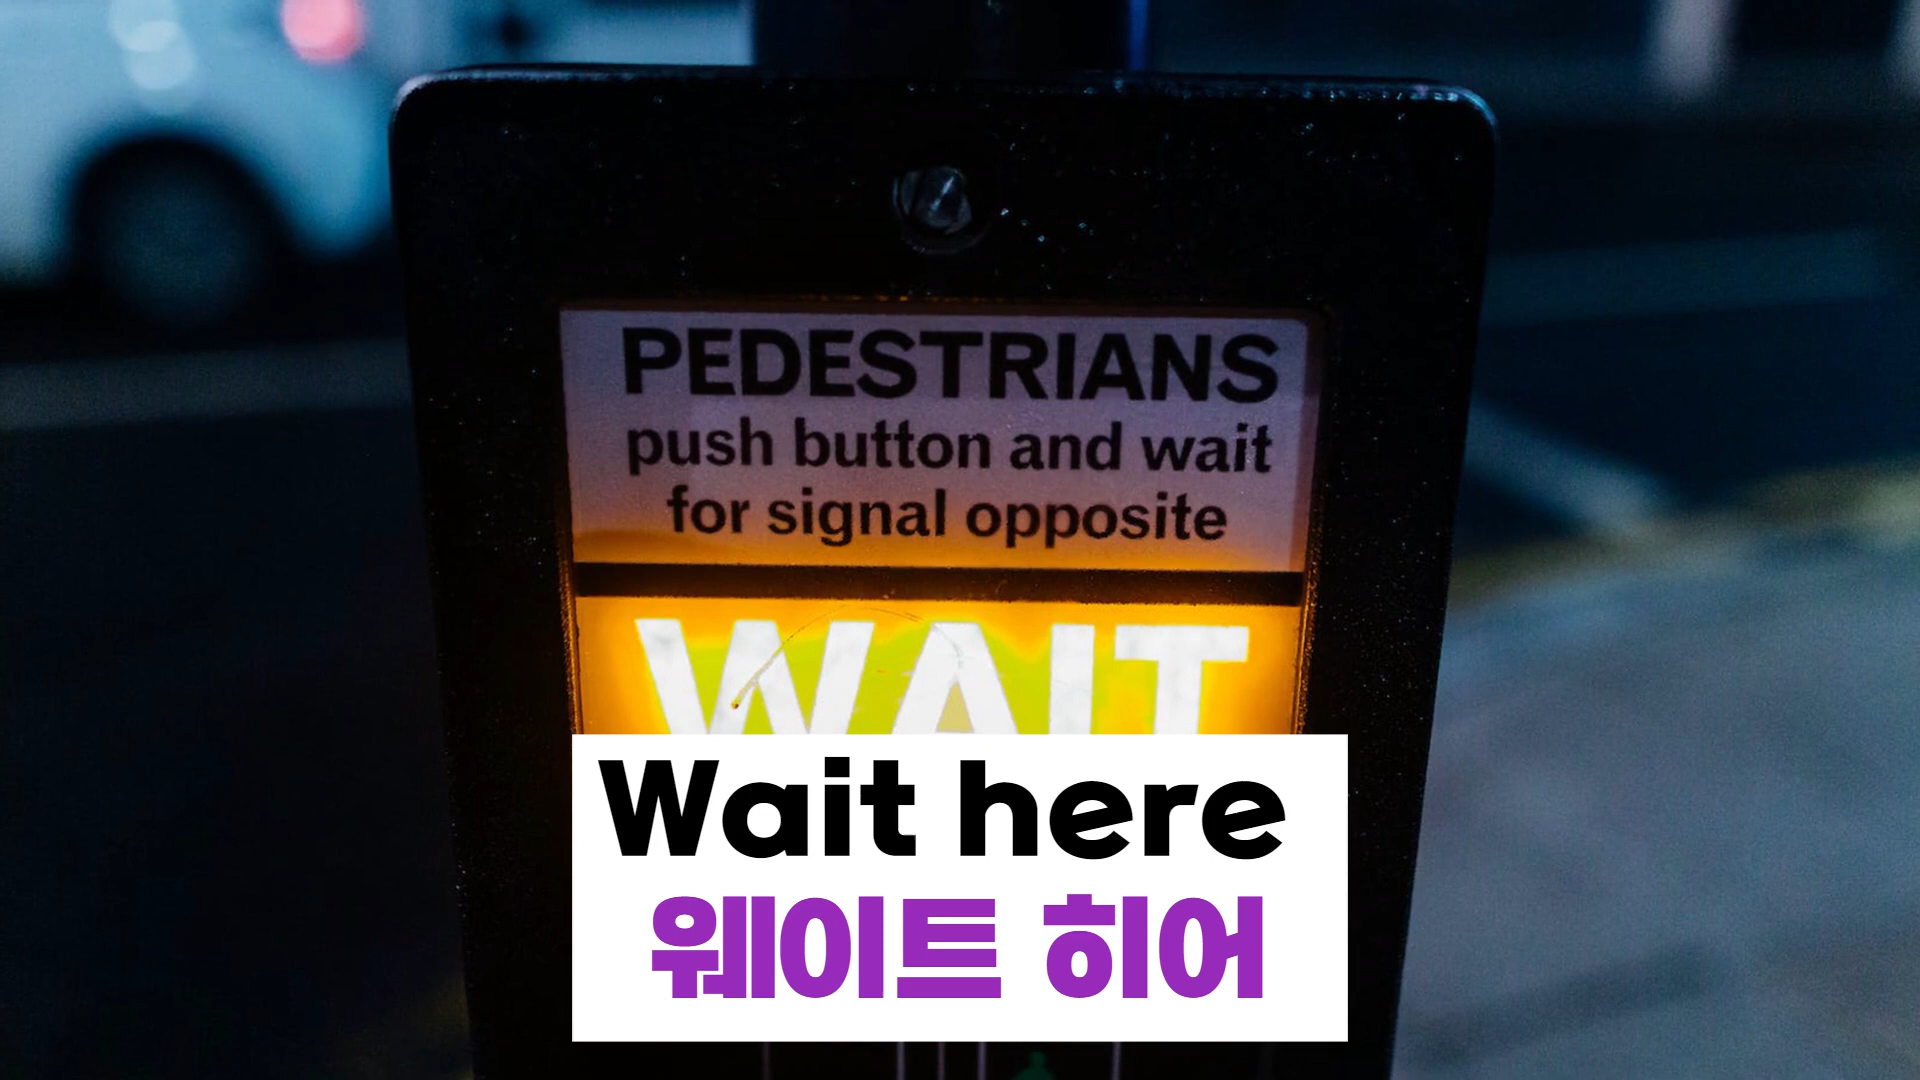 PEDESTRIANS
push button and wait
for signal opposite
WAIT
Wait here
웨이트 히어